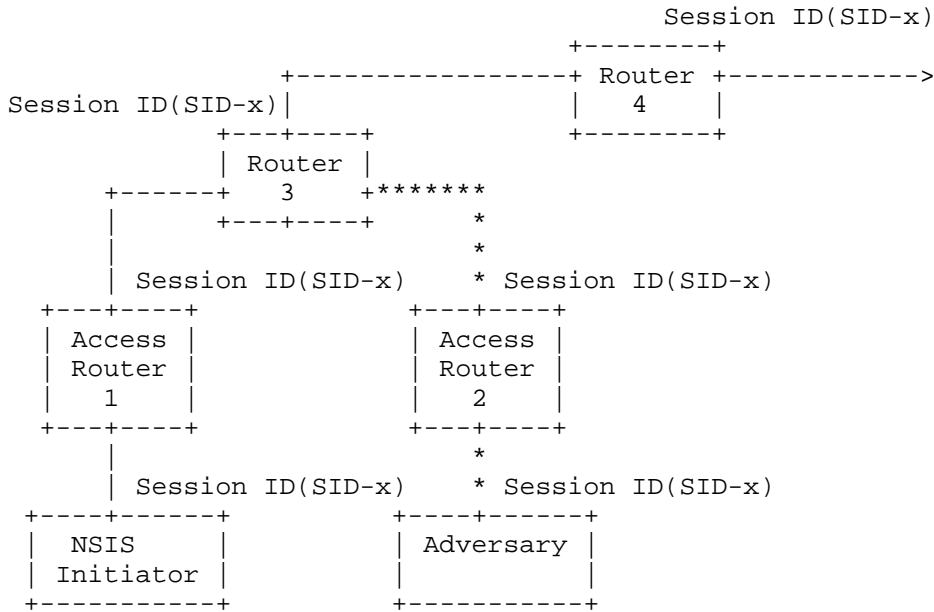 Session ID(SID-x)
Router
4
Session ID(SID-x)
Router
3
Session ID(SID-x) Session ID(SID-x)
Access Access
Router Router
1 2
Session ID(SID-x) Session ID(SID-x)
NSIS Adversary
Initiator